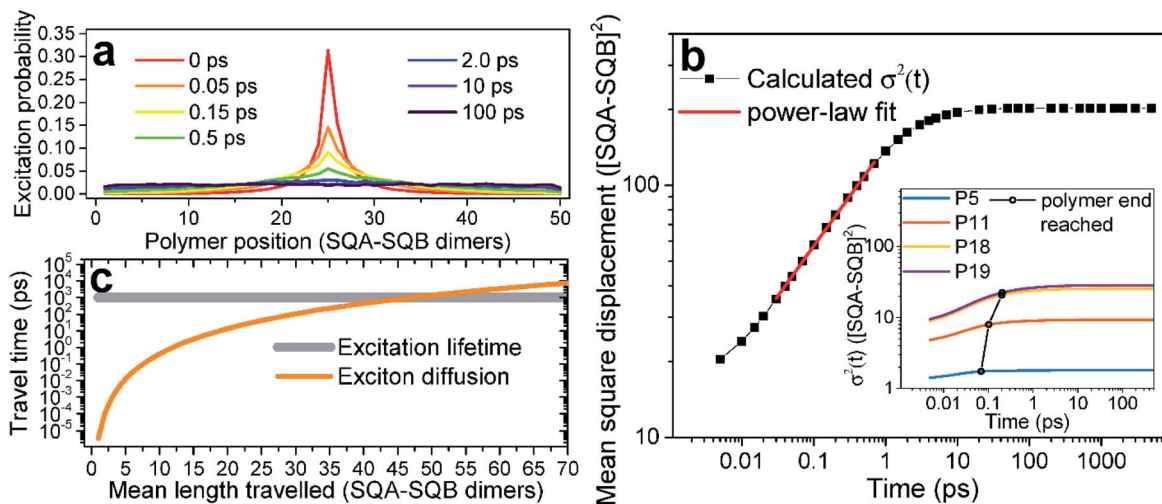 a
Excitation probability
0.35
0.30
0.25
0.20
0.15
0.10
0.05
0.00
0 ps
0.05 ps
0.15 ps
0.5 ps
2.0 ps
10 ps
100 ps
0 10 20 30 40 50
Polymer position (SQA-SQB dimers)
c
Travel time (ps)
10⁵
10⁴
10³
10²
10¹
10⁰
10⁻¹
10⁻²
10⁻³
10⁻⁴
10⁻⁵
Excitation lifetime
Exciton diffusion
0 5 10 15 20 25 30 35 40 45 50 55 60 65 70
Mean length travelled (SQA-SQB dimers)
b
Mean square displacement ([SQA-SQB]²)
100
10
Calculated σ²(t)
power-law fit
0.01 0.1 1 10 100 1000
Time (ps)
P5
P11
P18
P19
polymer end
reached
σ²(t) ([SQA-SQB]²)
100
10
1
0.01 0.1 1 10 100
Time (ps)